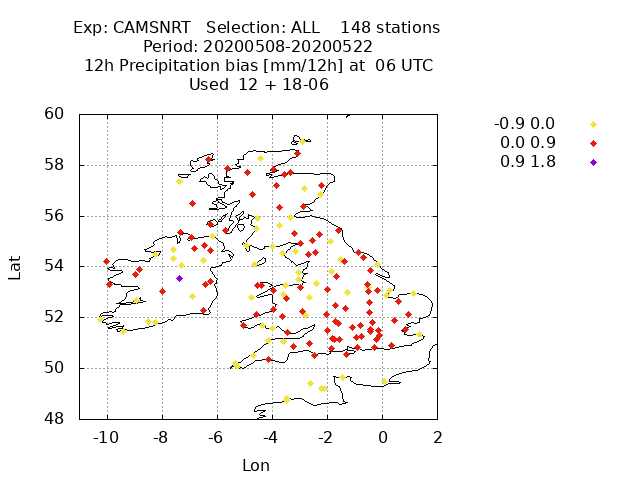 Exp: CAMSNRT Selection: ALL 148 stations
Period: 20200508-20200522
12h Precipitation bias [mm/12h] at 06 UTC
Used 12 + 18-06
-0.9 0.0
0.0 0.9
0.9 1.8
60
58
56
54
52
50
48
Lat
-10 -8 -6 -4 -2 0 2
Lon